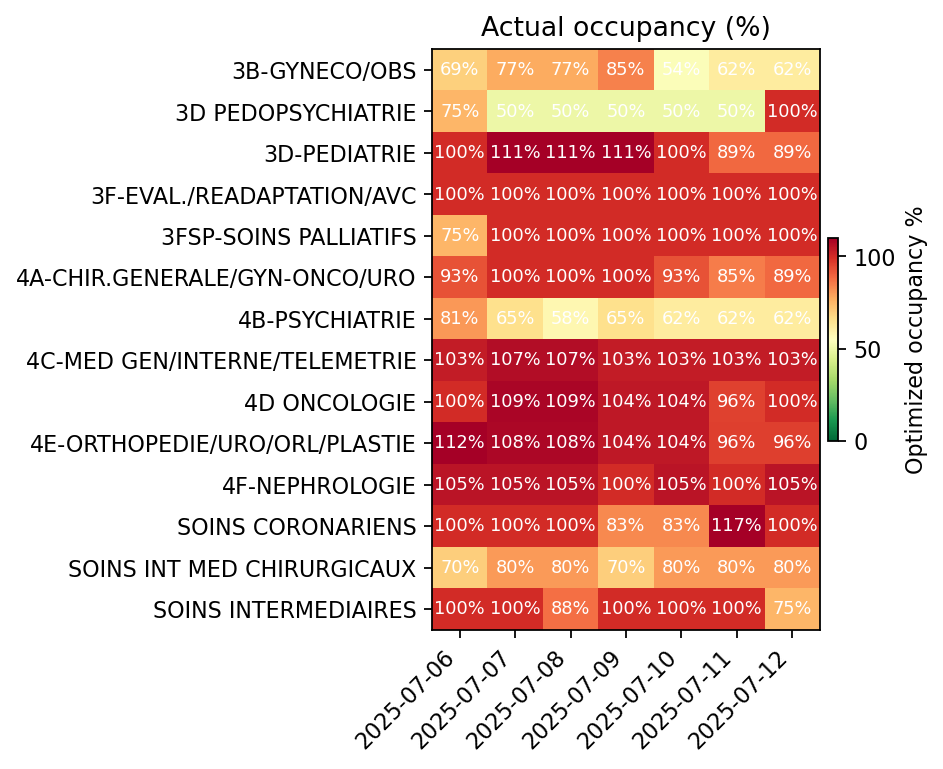 Actual occupancy (%)
3B-GYNECO/OBS 69% 77% 77% 85% 54% 62% 62%
3D PEDOPSYCHIATRIE 75% 50% 50% 50% 50% 50% 100%
3D-PEDIATRIE 100% 111% 111% 111% 100% 89% 89%
3F-EVAL./READAPTATION/AVC 100% 100% 100% 100% 100% 100% 100%
3FSP-SOINS PALLIATIFS 75% 100% 100% 100% 100% 100% 100%
4A-CHIR.GENERALE/GYN-ONCO/URO 93% 100% 100% 100% 93% 85% 89%
4B-PSYCHIATRIE 81% 65% 58% 65% 62% 62% 62%
4C-MED GEN/INTERNE/TELEMETRIE 103% 107% 107% 103% 103% 103% 103%
4D ONCOLOGIE 100% 109% 109% 104% 104% 96% 100%
4E-ORTHOPEDIE/URO/ORL/PLASTIE 112% 108% 108% 104% 104% 96% 96%
4F-NEPHROLOGIE 105% 105% 105% 100% 105% 100% 105%
SOINS CORONARIENS 100% 100% 100% 83% 83% 117% 100%
SOINS INT MED CHIRURGICAUX 70% 80% 80% 70% 80% 80% 80%
SOINS INTERMEDIAIRES 100% 100% 88% 100% 100% 100% 75%
2025-07-06 2025-07-07 2025-07-08 2025-07-09 2025-07-10 2025-07-11 2025-07-12
100
50
0
Optimized occupancy %